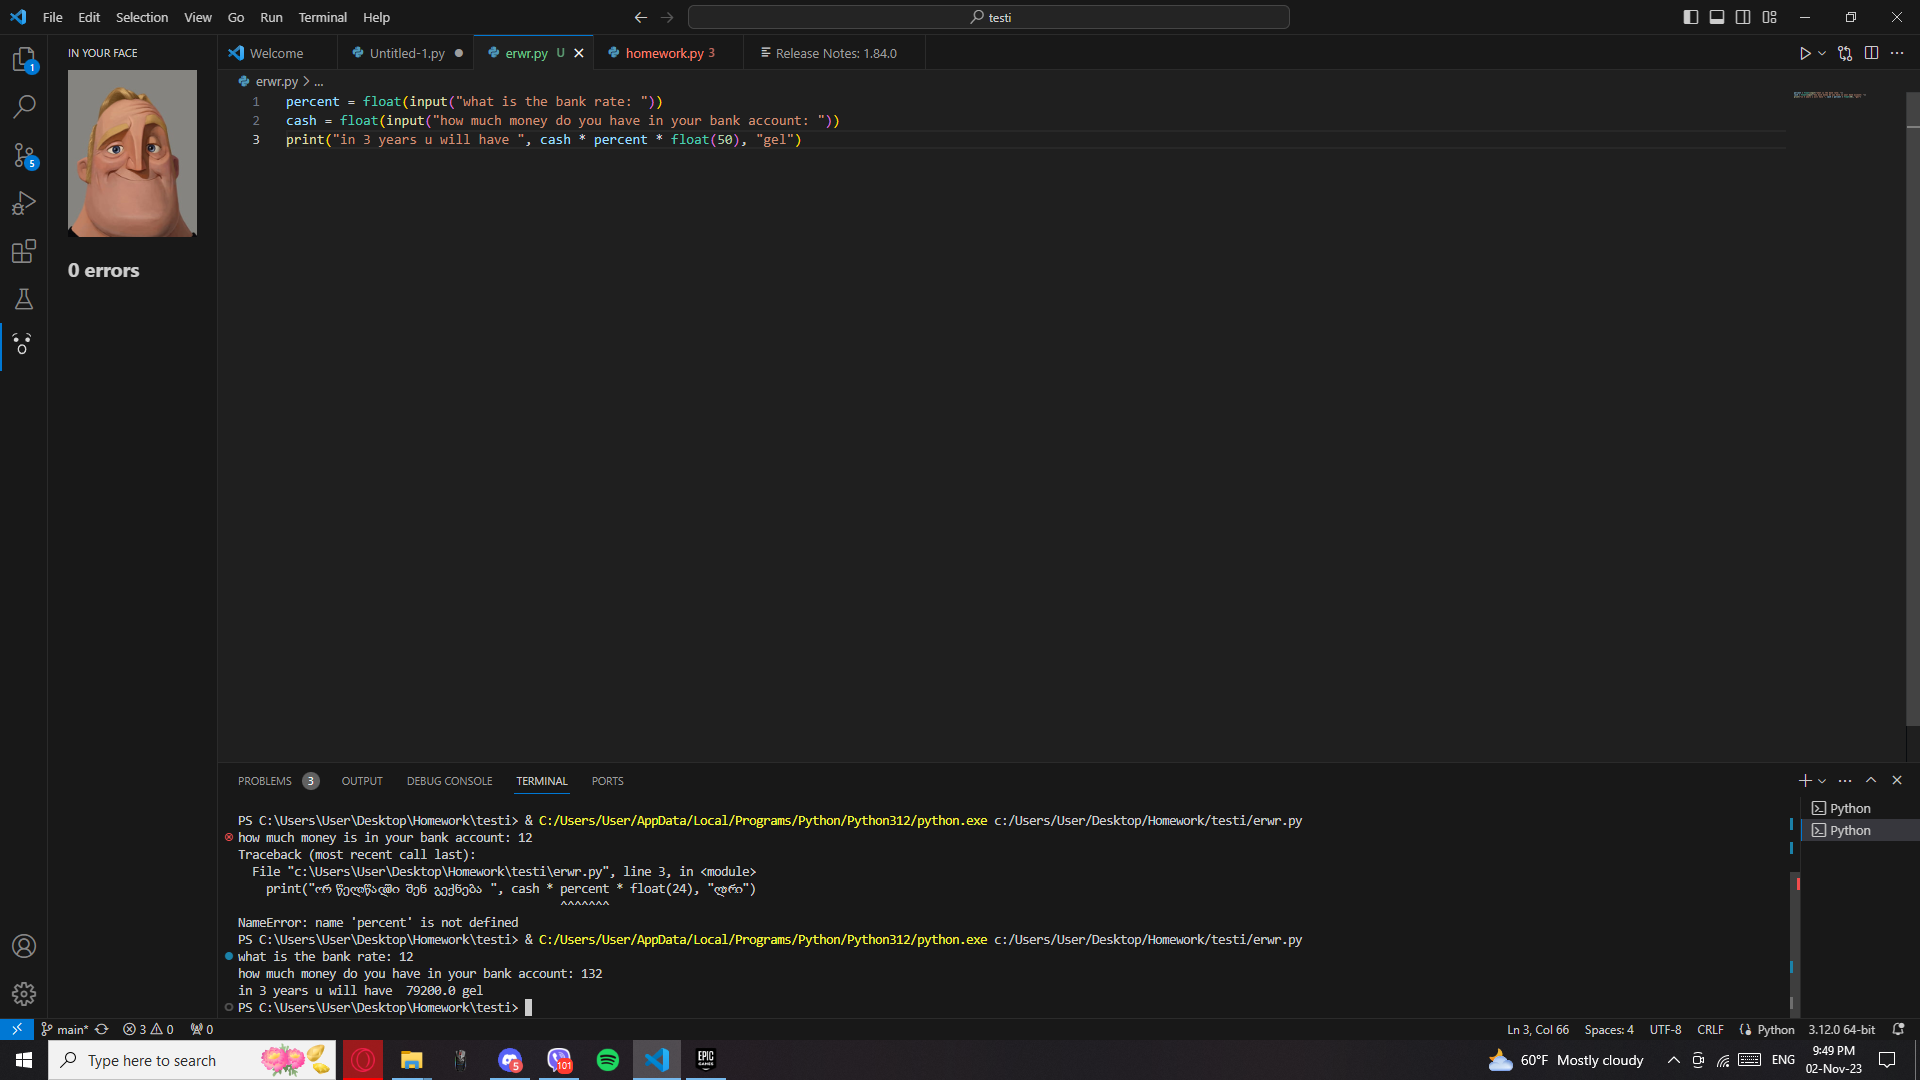 File Edit Selection View Go Run Terminal Help
testi
IN YOUR FACE
Welcome
Untitled-1.py
erwr.py U
homework.py 3
Release Notes: 1.84.0
erwr.py > ...
1 percent = float(input("what is the bank rate: "))
2 cash = float(input("how much money do you have in your bank account: "))
3 print("in 3 years u will have ", cash * percent * float(50), "gel")
1
5
0 errors
PROBLEMS 3 OUTPUT DEBUG CONSOLE TERMINAL PORTS
PS C:\Users\User\Desktop\Homework\testi> & C:/Users/User/AppData/Local/Programs/Python/Python312/python.exe c:/Users/User/Desktop/Homework/testi/erwr.py
how much money is in your bank account: 12
Traceback (most recent call last):
File "c:\Users\User\Desktop\Homework\testi\erwr.py", line 3, in <module>
print("ორ წელწადში შენ გექნება ", cash * percent * float(24), "ლარი")
^^^^^^^
NameError: name 'percent' is not defined
PS C:\Users\User\Desktop\Homework\testi> & C:/Users/User/AppData/Local/Programs/Python/Python312/python.exe c:/Users/User/Desktop/Homework/testi/erwr.py
what is the bank rate: 12
how much money do you have in your bank account: 132
in 3 years u will have  79200.0 gel
PS C:\Users\User\Desktop\Homework\testi>
Python
Python
main* 3 0 0
Ln 3, Col 66 Spaces: 4 UTF-8 CRLF Python 3.12.0 64-bit
Type here to search
5
101
EPIC GAMES
60°F Mostly cloudy
ENG
9:49 PM
02-Nov-23